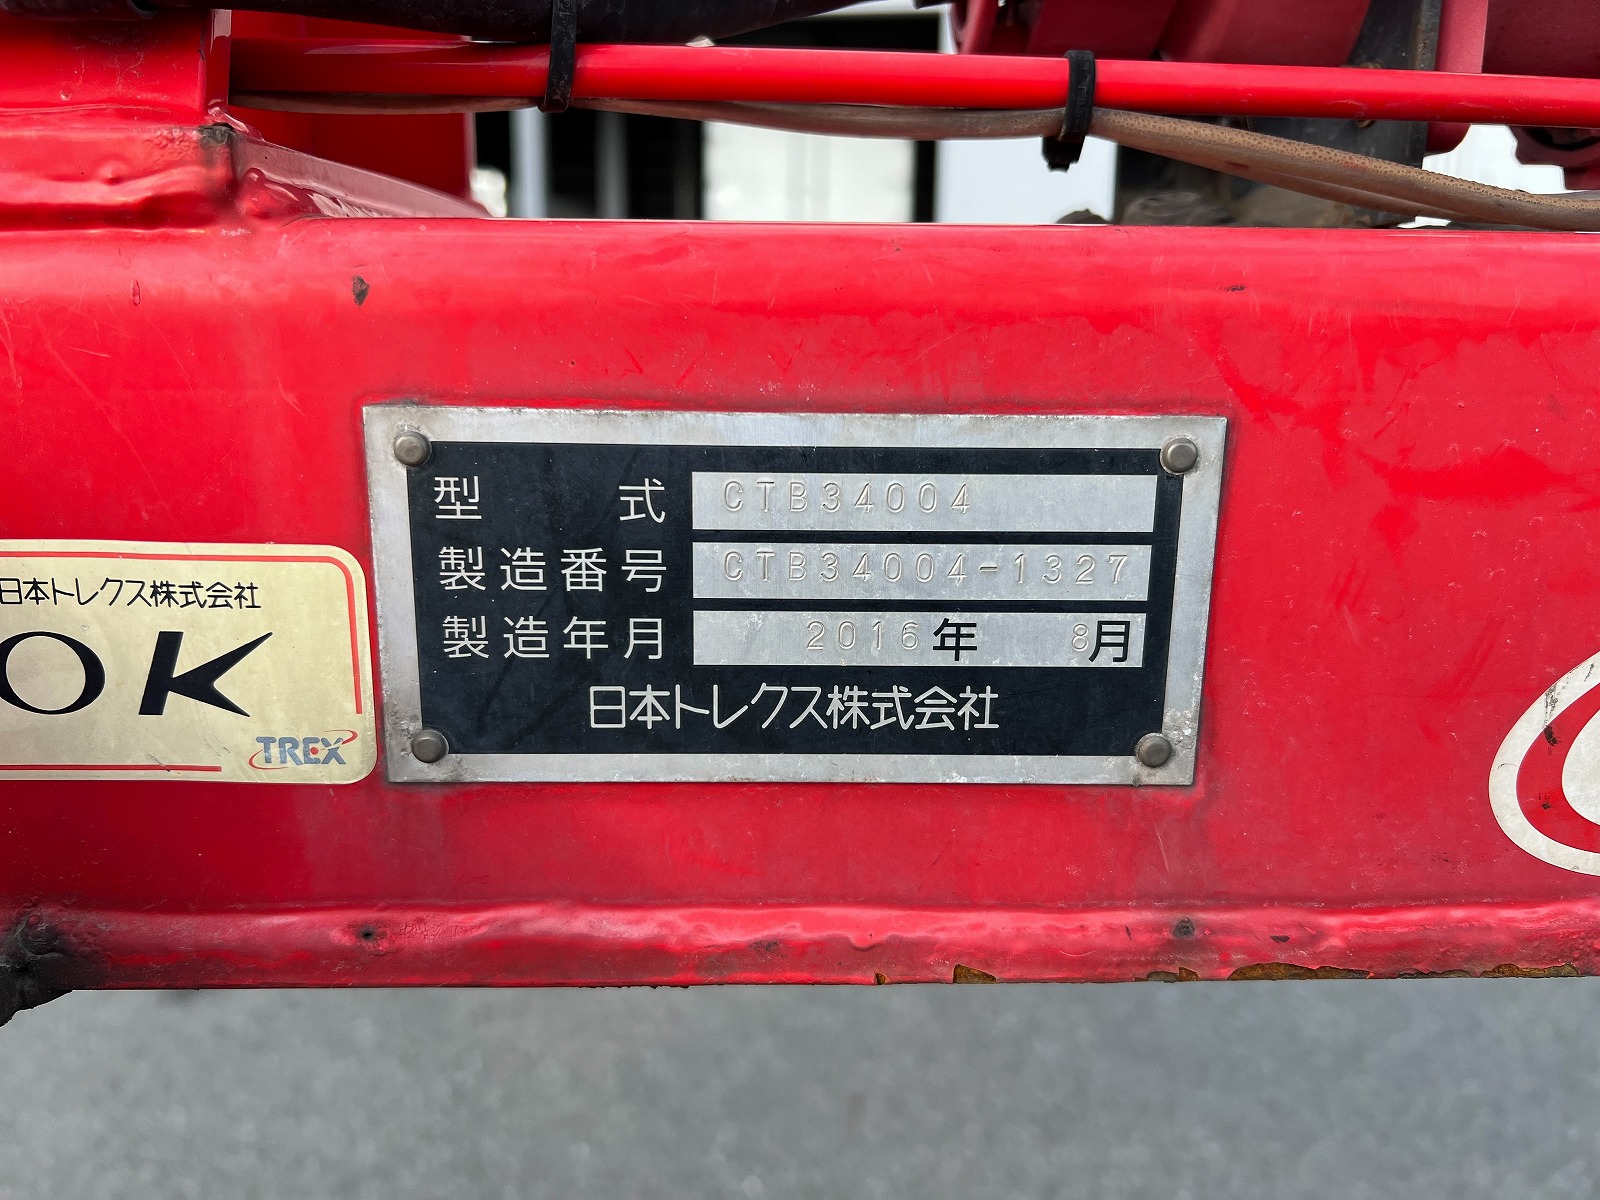 型式 CTB34004
製造番号 CTB34004-1327
製造年月 2016年 8月
日本トレクス株式会社
日本トレクス株式会社
OK
TREX